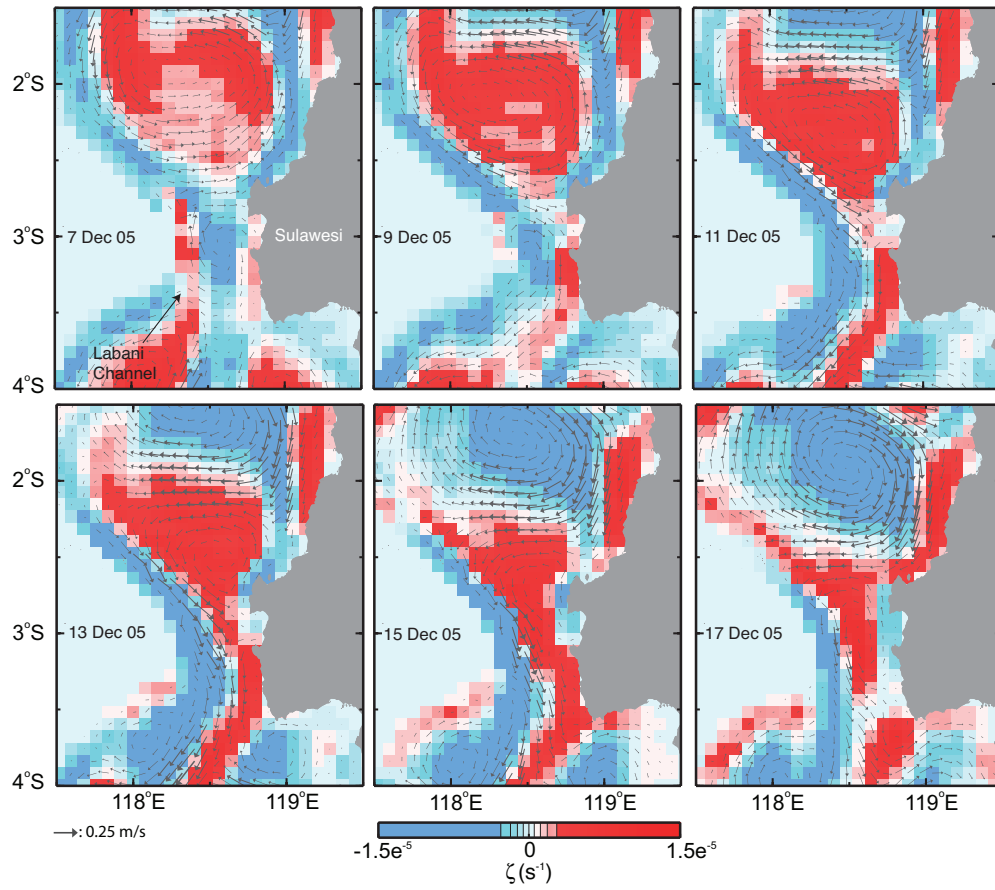 2°S
3°S
7 Dec 05
Sulawesi
9 Dec 05
11 Dec 05
Labani
Channel
4°S
2°S
3°S
13 Dec 05
15 Dec 05
17 Dec 05
4°S
118°E 119°E 118°E 119°E 118°E 119°E
: 0.25 m/s
-1.5e⁻⁵ 0 1.5e⁻⁵
ζ(s⁻¹)